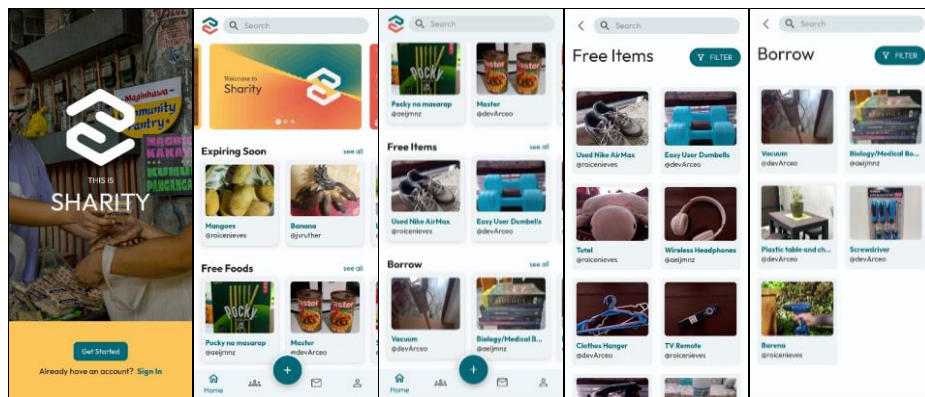 Maginhawa
Community
Pantry
THIS IS
SHARITY
Get Started
Already have an account? Sign In
Search
Welcome to
Sharity
Expiring Soon
see all
Mangoes
@roicenieves
Banana
@jvruther
Free Foods
see all
Pocky na masarap
@aeijmnz
Master
@devArceo
Home
Search
POCKY
Pocky na masarap
@aeijmnz
Master
@devArceo
Free Items
see all
Used Nike AirMax
@roicenieves
Easy User Dumbells
@devArceo
Borrow
see all
Vacuum
@devArceo
Biology/Medical B...
@aeijmnz
Home
Search
Free Items
FILTER
Used Nike AirMax
@roicenieves
Easy User Dumbells
@devArceo
Tutel
@roicenieves
Wireless Headphones
@aeijmnz
Clothes Hanger
@devArceo
TV Remote
@roicenieves
Search
Borrow
FILTER
Vacuum
@devArceo
Biology/Medical Bo...
@aeijmnz
Plastic table and ch...
@devArceo
Screwdriver
@devArceo
Barena
@roicenieves